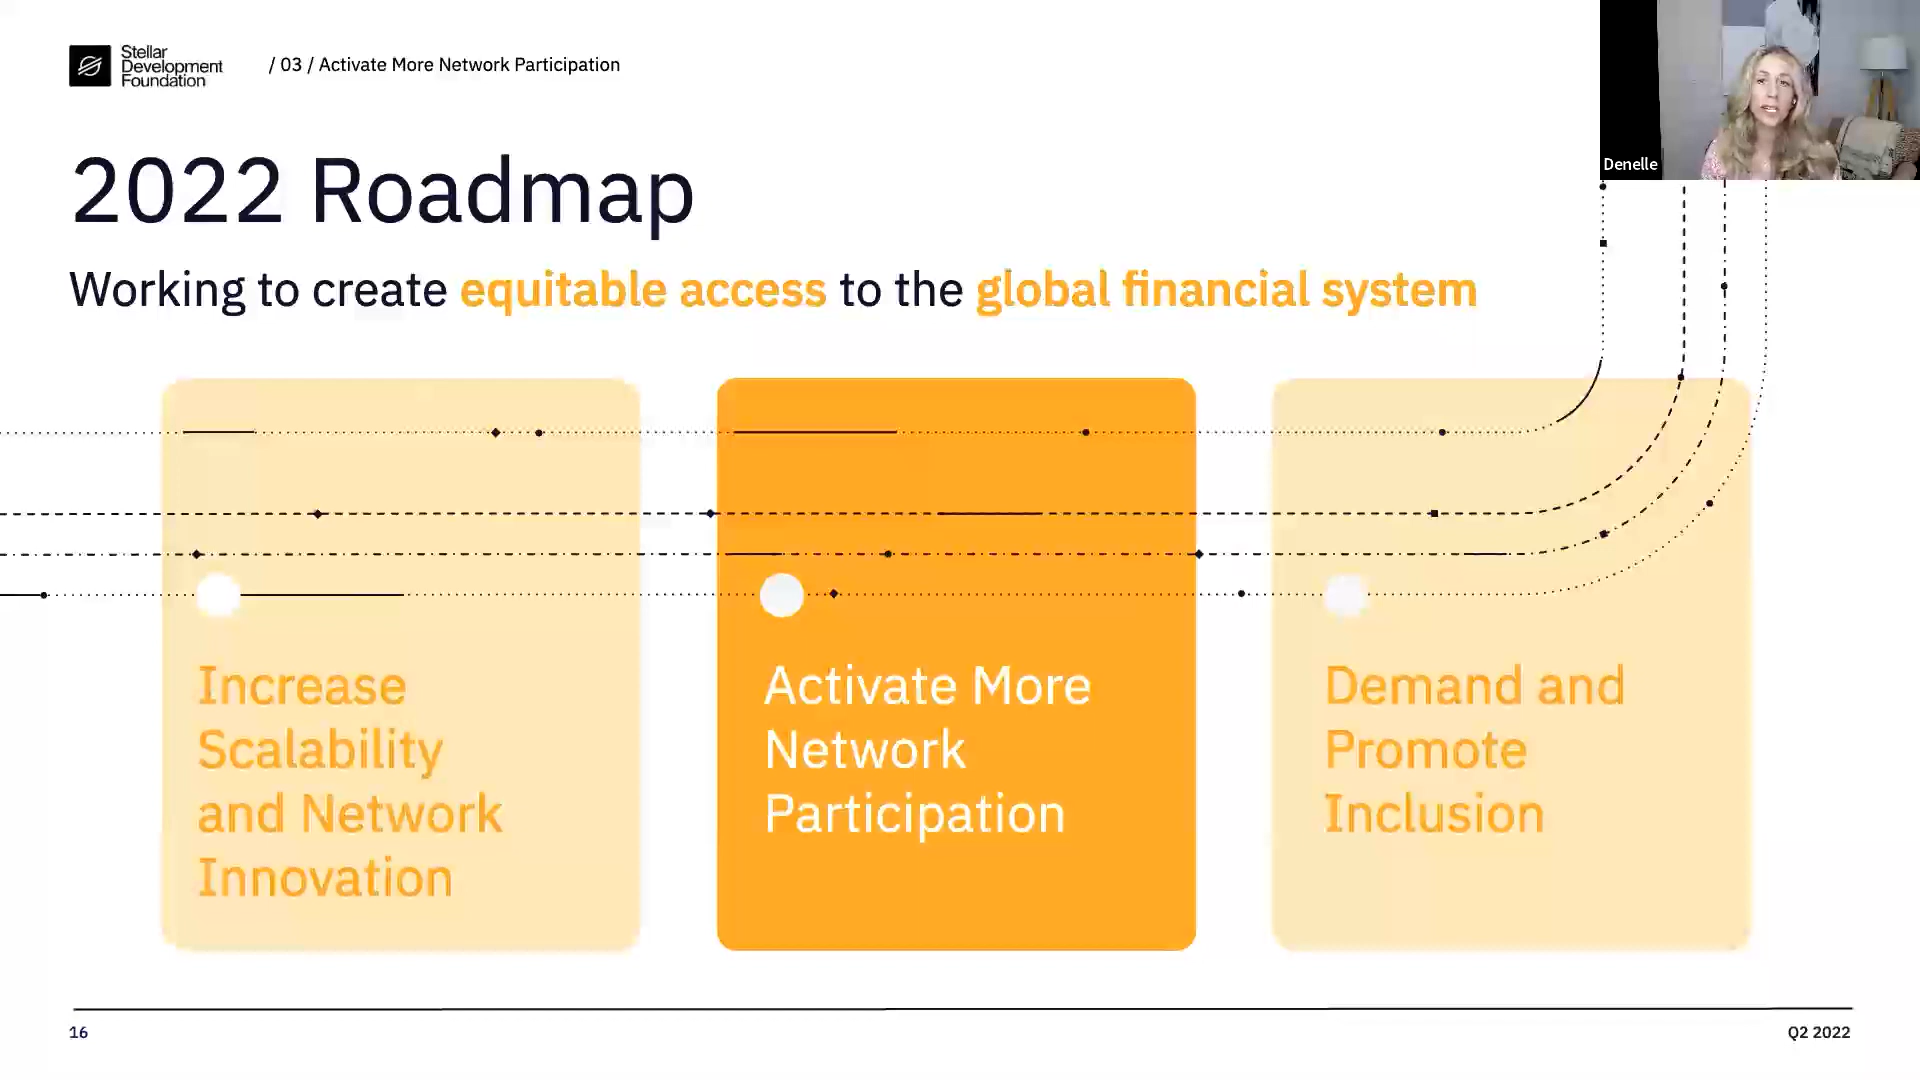 Stellar
Development
Foundation
/ 03 / Activate More Network Participation
Denelle
2022 Roadmap
Working to create equitable access to the global financial system
Increase
Scalability
and Network
Innovation
Activate More
Network
Participation
Demand and
Promote
Inclusion
16
Q2 2022